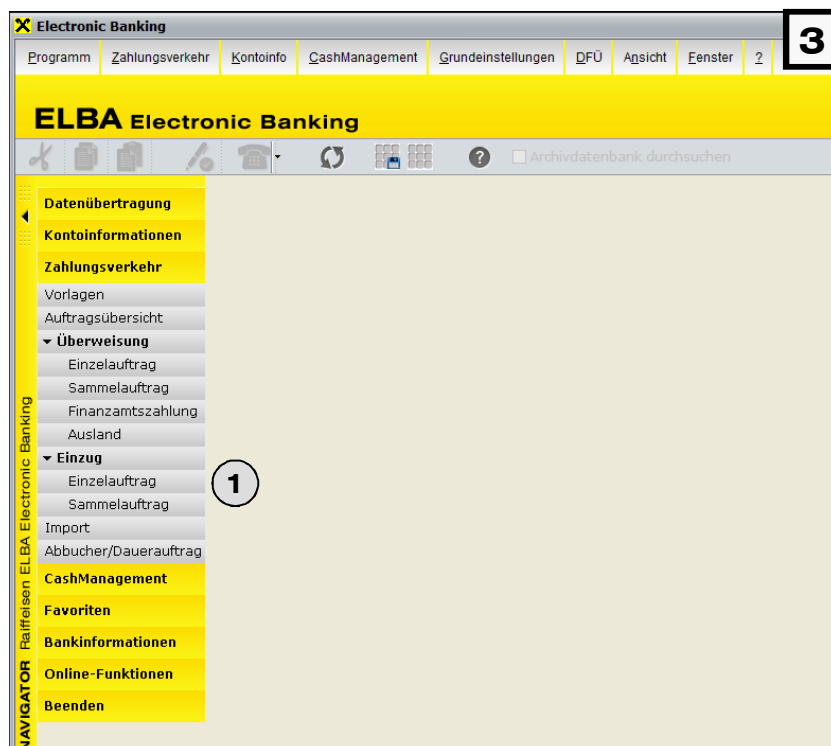 Electronic Banking
3
Programm Zahlungsverkehr Kontoinfo CashManagement Grundeinstellungen DFÜ Ansicht Fenster ?
ELBA Electronic Banking
? Archivdatenbank durchsuchen
Datenübertragung
Kontoinformationen
Zahlungsverkehr
Vorlagen
Auftragsübersicht
Überweisung
Einzelauftrag
Sammelauftrag
Finanzamtszahlung
Ausland
Einzug
Einzelauftrag
1
Sammelauftrag
Import
Abbucher/Dauerauftrag
CashManagement
Favoriten
Bankinformationen
Online-Funktionen
Beenden
NAVIGATOR Raiffeisen ELBA Electronic Banking